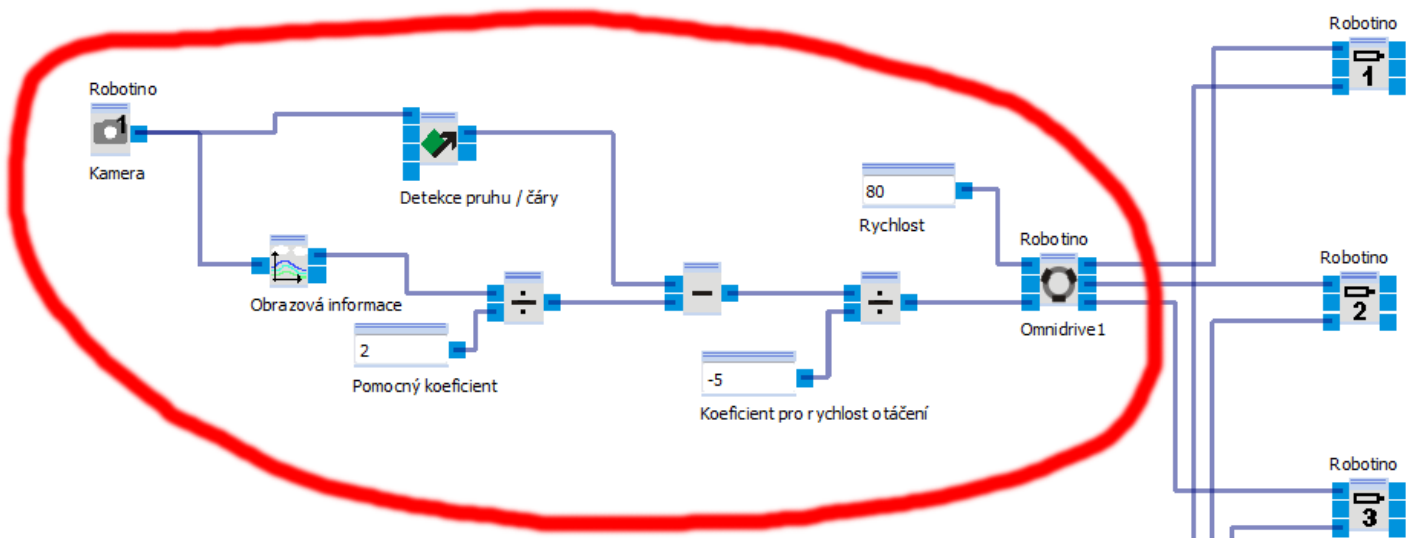 Robotino
1
Robotino
1
Kamera
Detekce pruhu / čáry
80
Rychlost
Robotino
Robotino
2
Obrazová informace
Omnidrive1
2
Pomocný koeficient
-5
Koeficient pro rychlost otáčení
Robotino
3